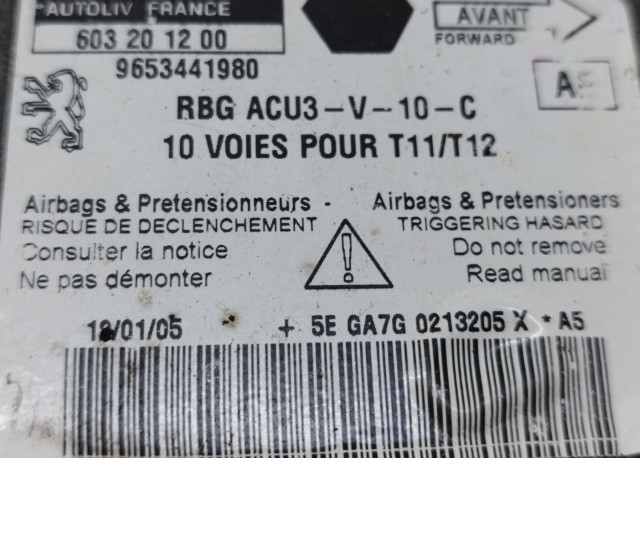 AUTOLIV FRANCE
603 20 12 00
9653441980
AVANT
FORWARD
RBG ACU3-V-10-C
10 VOIES POUR T11/T12
Airbags & Pretensionneurs -
RISQUE DE DECLENCHEMENT
Consulter la notice
Ne pas démonter
Airbags & Pretensioners
TRIGGERING HASARD
Do not remove
Read manual
/01/05
+ 5E GA7G 0213205 X * A5